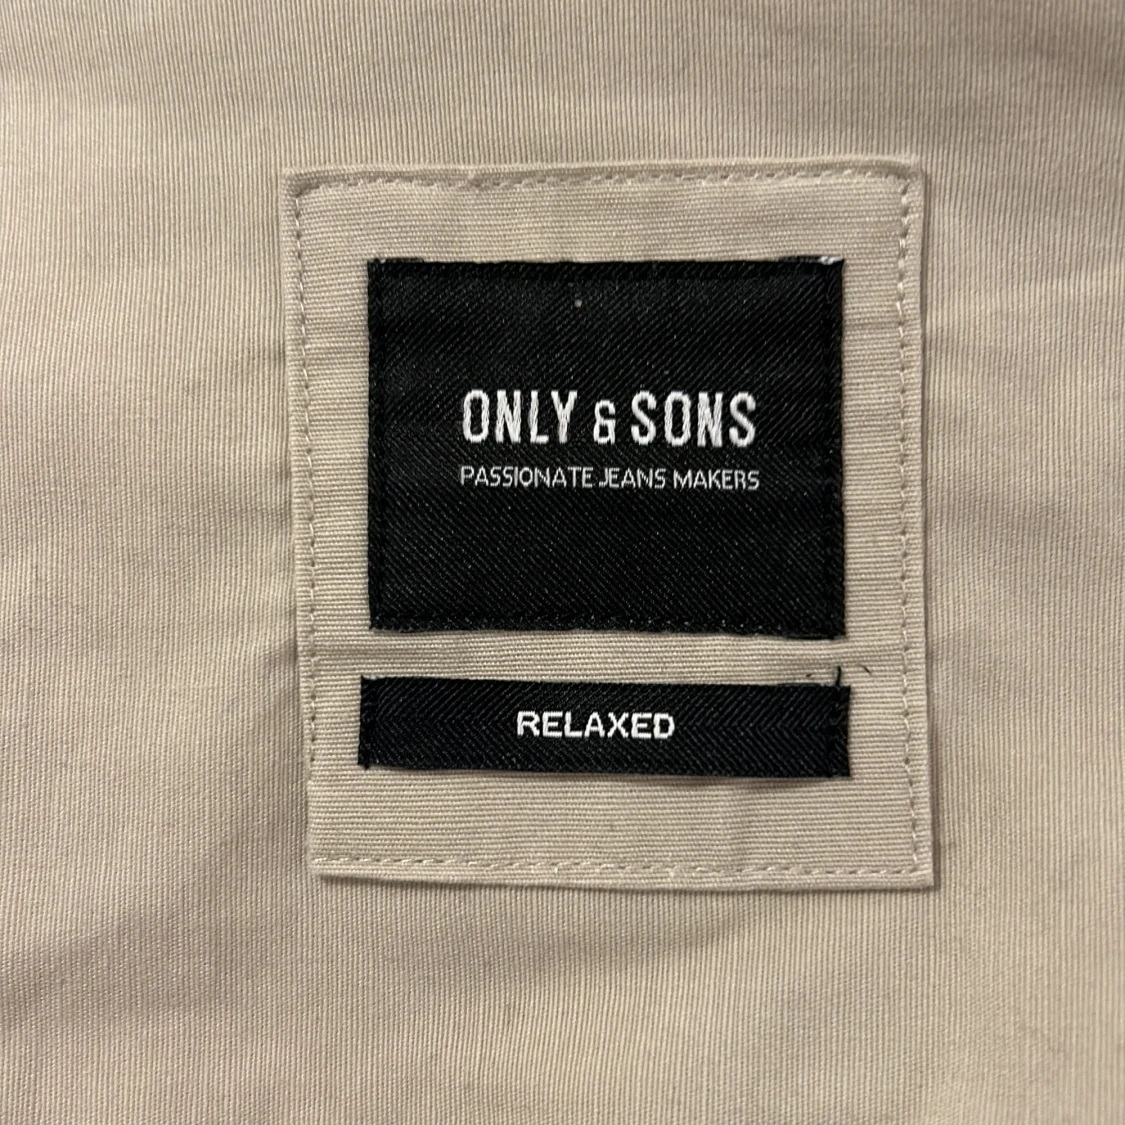 ONLY & SONS
PASSIONATE JEANS MAKERS
RELAXED